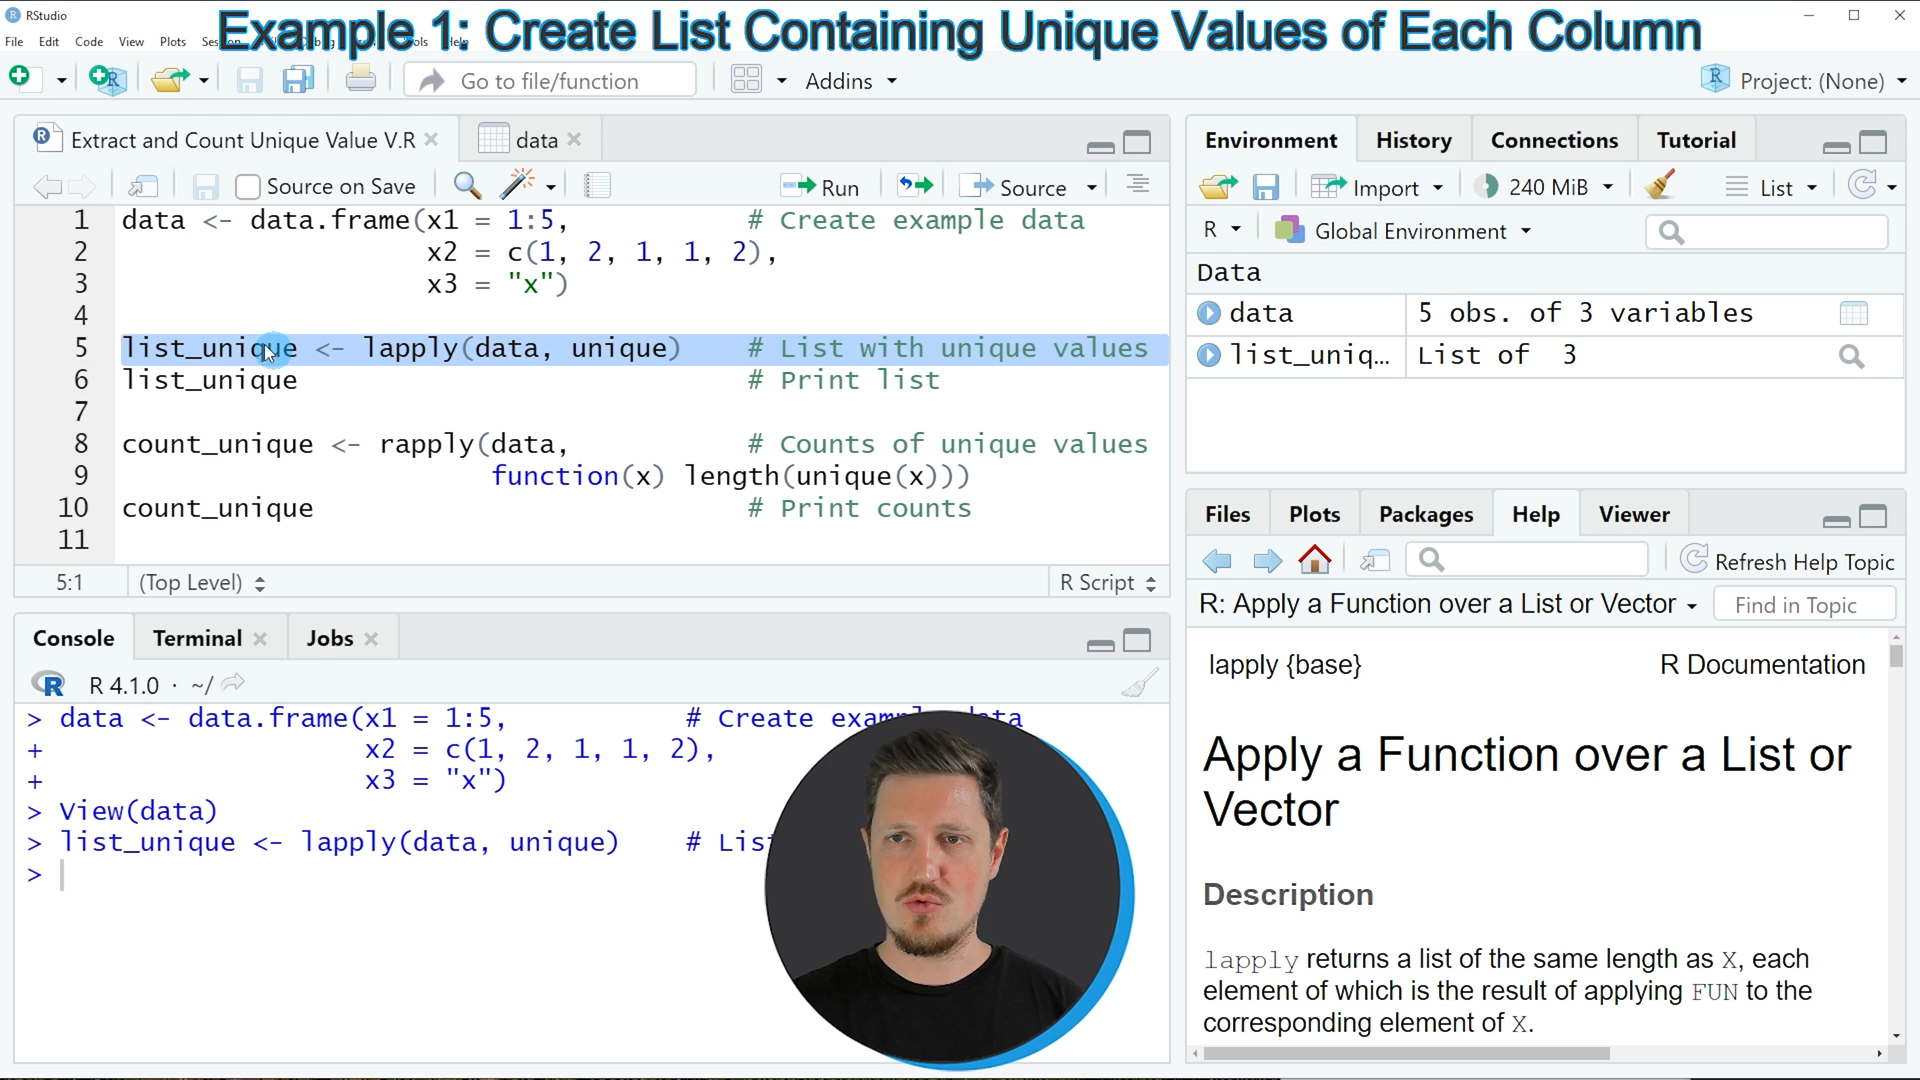 Example 1: Create List Containing Unique Values of Each Column
RStudio
File Edit Code View Plots
Go to file/function
Addins
Project: (None)
Extract and Count Unique Value V.R
data
Source on Save
Run
Source
1 data <- data.frame(x1 = 1:5, # Create example data
2 x2 = c(1, 2, 1, 1, 2),
3 x3 = "x")
4
5 list_unique <- lapply(data, unique) # List with unique values
6 list_unique # Print list
7
8 count_unique <- rapply(data, # Counts of unique values
9 function(x) length(unique(x)))
10 count_unique # Print counts
11
5:1 (Top Level) R Script
Console Terminal Jobs
R 4.1.0 · ~/
> data <- data.frame(x1 = 1:5, # Create example data
+ x2 = c(1, 2, 1, 1, 2),
+ x3 = "x")
> View(data)
> list_unique <- lapply(data, unique) # Lis
>
Environment History Connections Tutorial
Import 240 MiB List
R Global Environment
Data
data 5 obs. of 3 variables
list_uniq... List of 3
Files Plots Packages Help Viewer
Refresh Help Topic
R: Apply a Function over a List or Vector Find in Topic
lapply {base} R Documentation
Apply a Function over a List or
Vector
Description
lapply returns a list of the same length as X, each
element of which is the result of applying FUN to the
corresponding element of X.